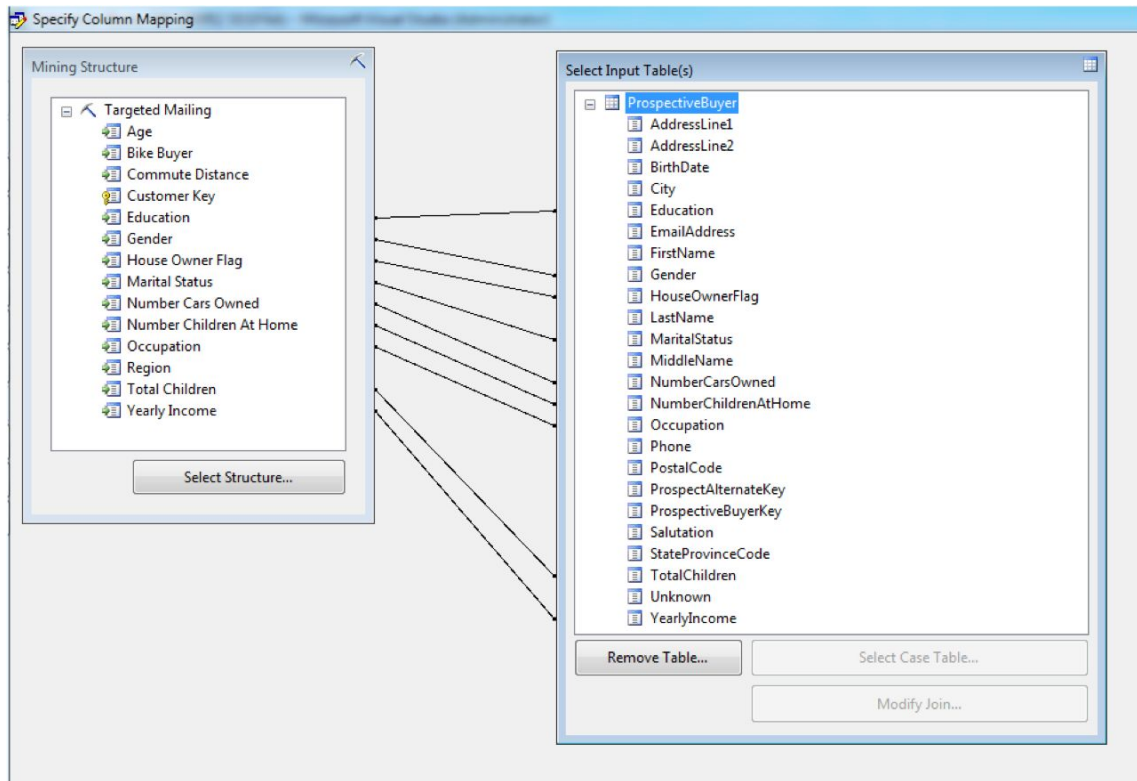 Specify Column Mapping
Mining Structure
Targeted Mailing
Age
Bike Buyer
Commute Distance
Customer Key
Education
Gender
House Owner Flag
Marital Status
Number Cars Owned
Number Children At Home
Occupation
Region
Total Children
Yearly Income
Select Structure...
Select Input Table(s)
ProspectiveBuyer
AddressLine1
AddressLine2
BirthDate
City
Education
EmailAddress
FirstName
Gender
HouseOwnerFlag
LastName
MaritalStatus
MiddleName
NumberCarsOwned
NumberChildrenAtHome
Occupation
Phone
PostalCode
ProspectAlternateKey
ProspectiveBuyerKey
Salutation
StateProvinceCode
TotalChildren
Unknown
YearlyIncome
Remove Table...
Select Case Table...
Modify Join...